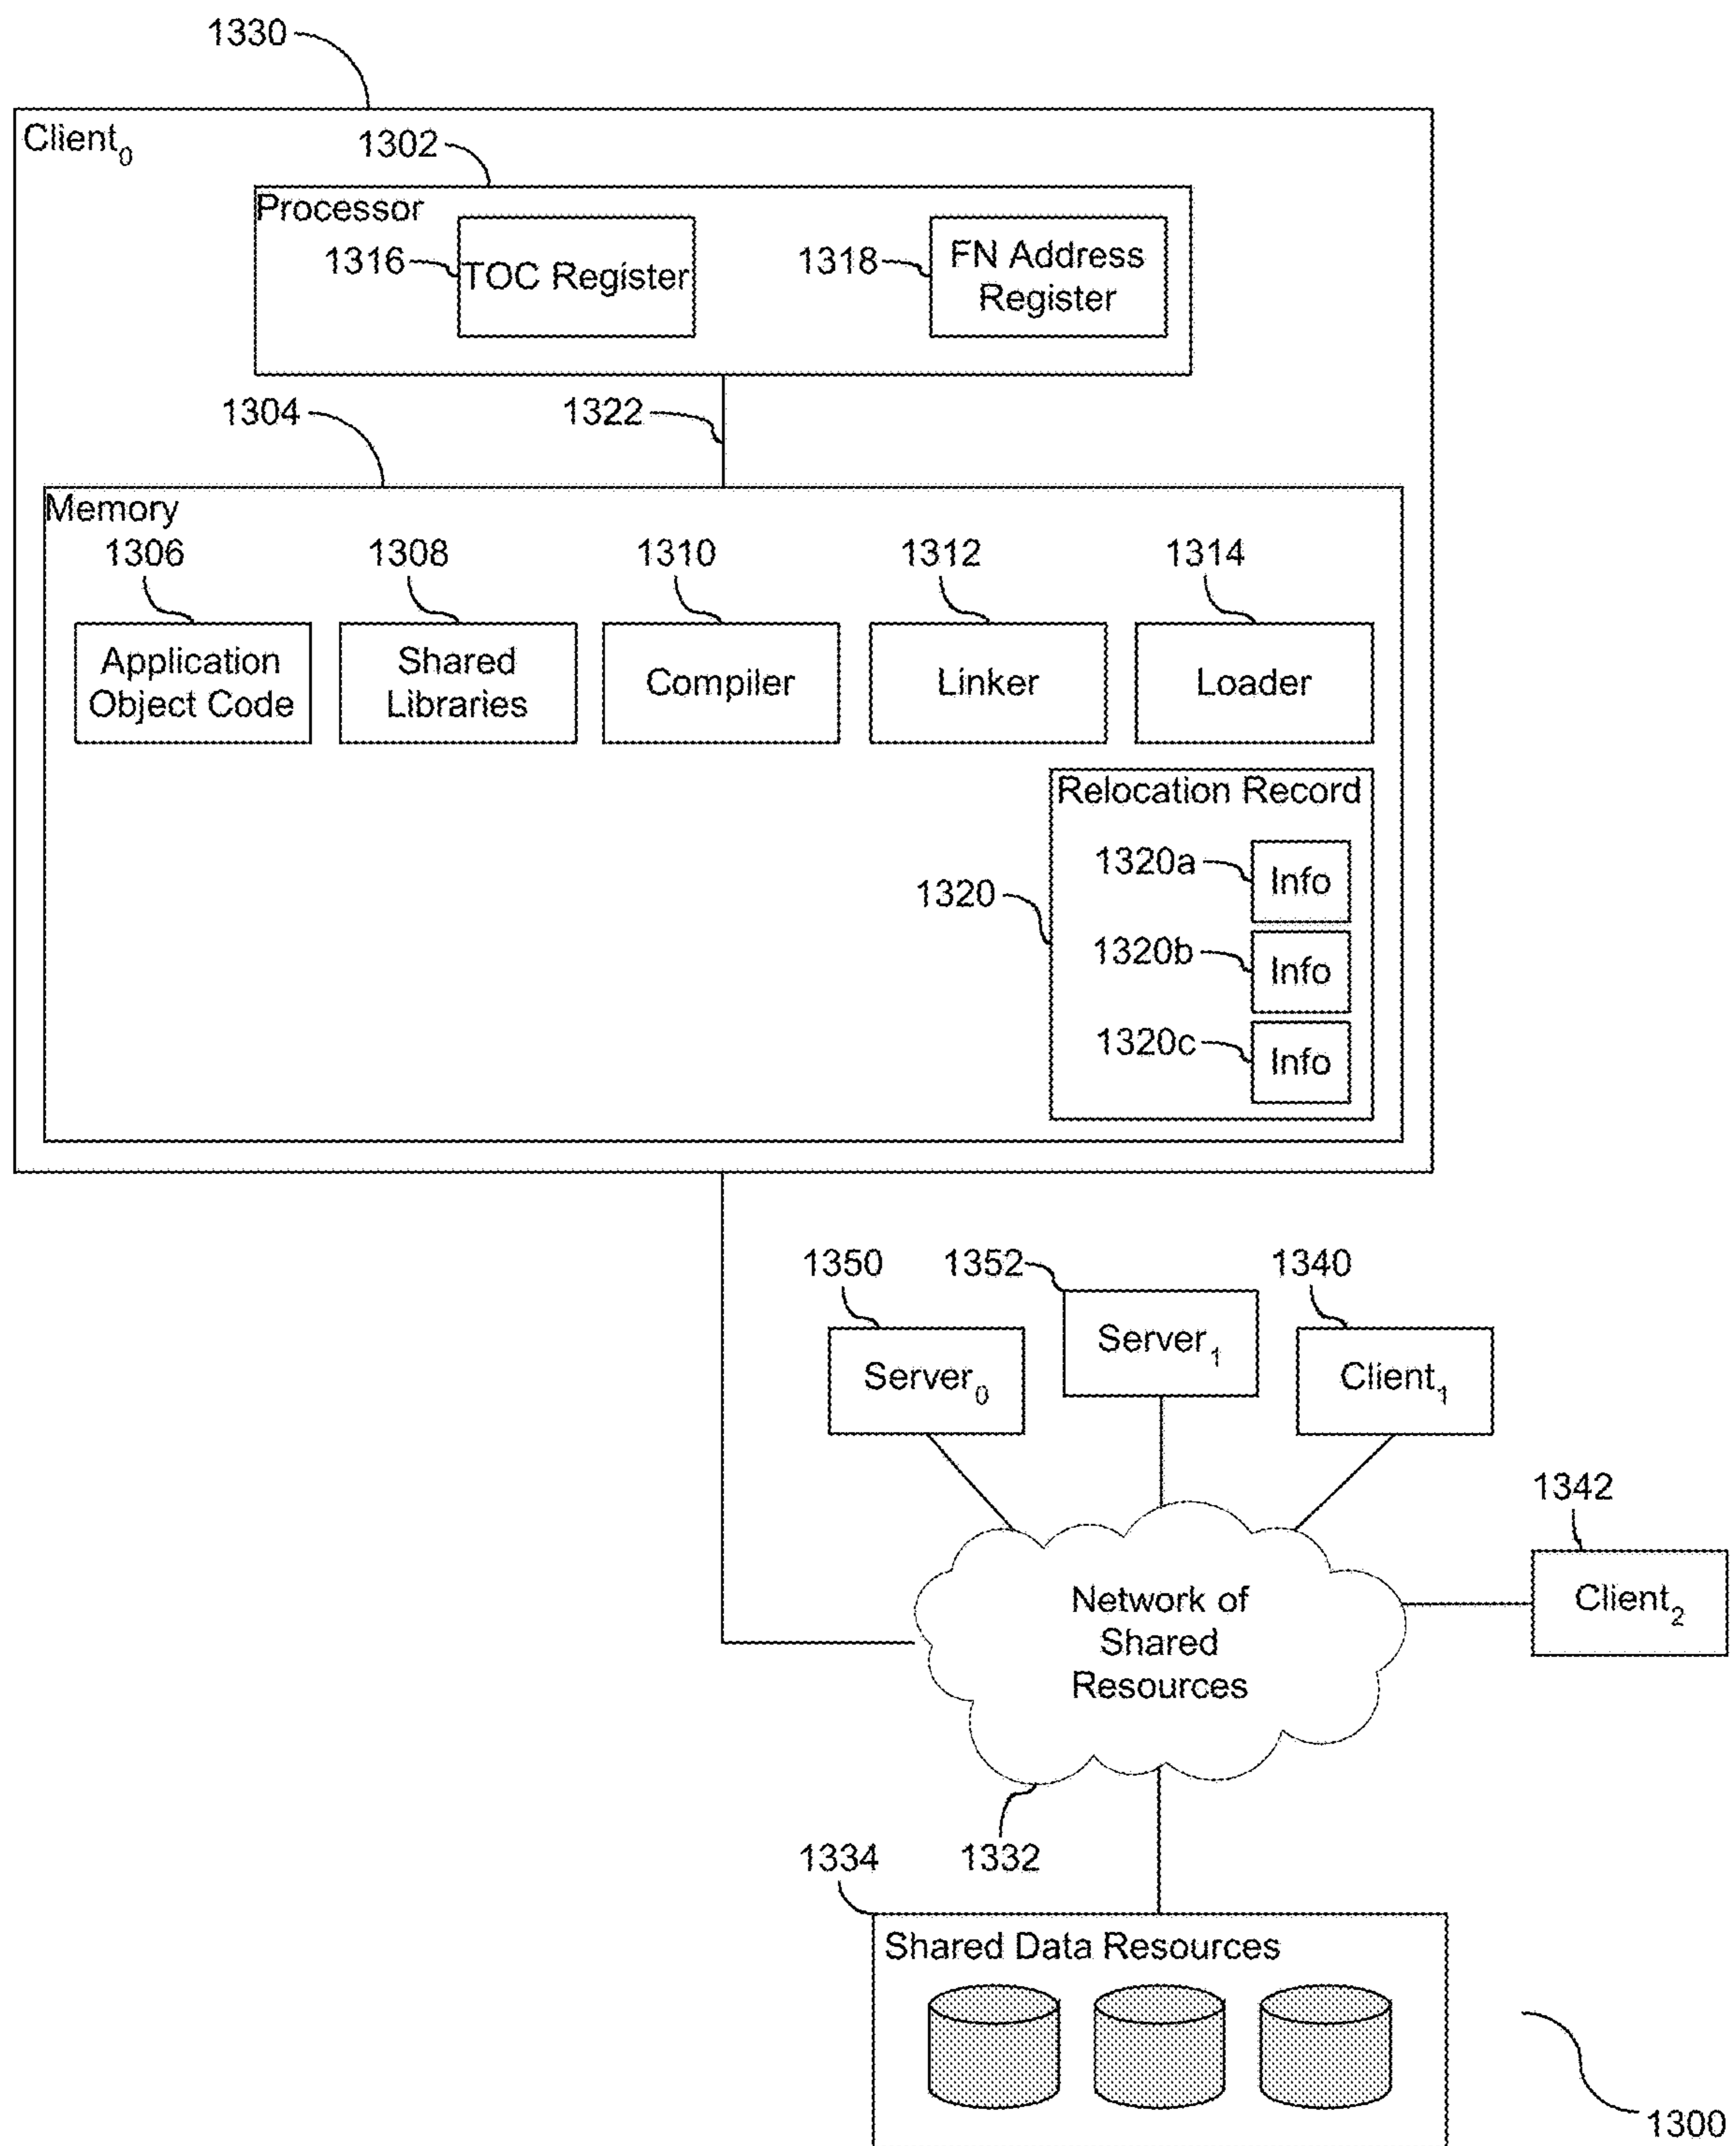 1330
Client0
1302
Processor
1316
TOC Register
1318
FN Address
Register
1304
1322
Memory
1306
1308
1310
1312
1314
Application
Object Code
Shared
Libraries
Compiler
Linker
Loader
Relocation Record
1320
1320a
Info
1320b
Info
1320c
Info
1350
1352
1340
Server0
Server1
Client1
1342
Client2
Network of
Shared
Resources
1334
1332
Shared Data Resources
1300